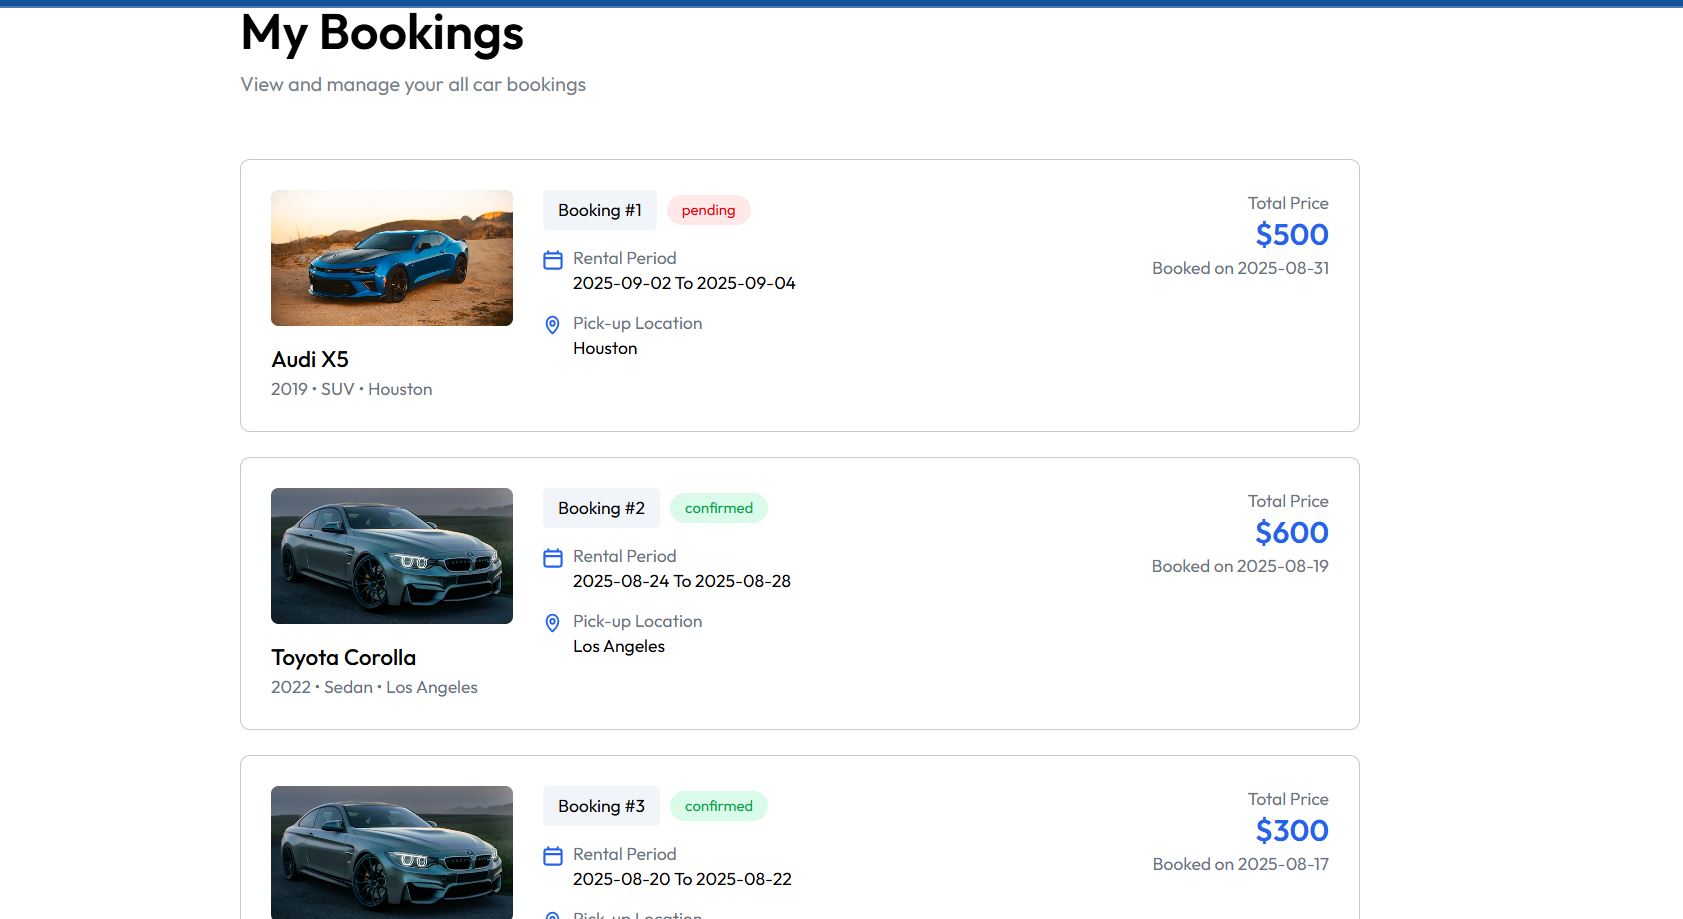 My Bookings
View and manage your all car bookings
Booking #1 pending
Rental Period
2025-09-02 To 2025-09-04
Pick-up Location
Houston
Audi X5
2019 • SUV • Houston
Total Price
$500
Booked on 2025-08-31
Booking #2 confirmed
Rental Period
2025-08-24 To 2025-08-28
Pick-up Location
Los Angeles
Toyota Corolla
2022 • Sedan • Los Angeles
Total Price
$600
Booked on 2025-08-19
Booking #3 confirmed
Rental Period
2025-08-20 To 2025-08-22
Pick-up Location
Total Price
$300
Booked on 2025-08-17